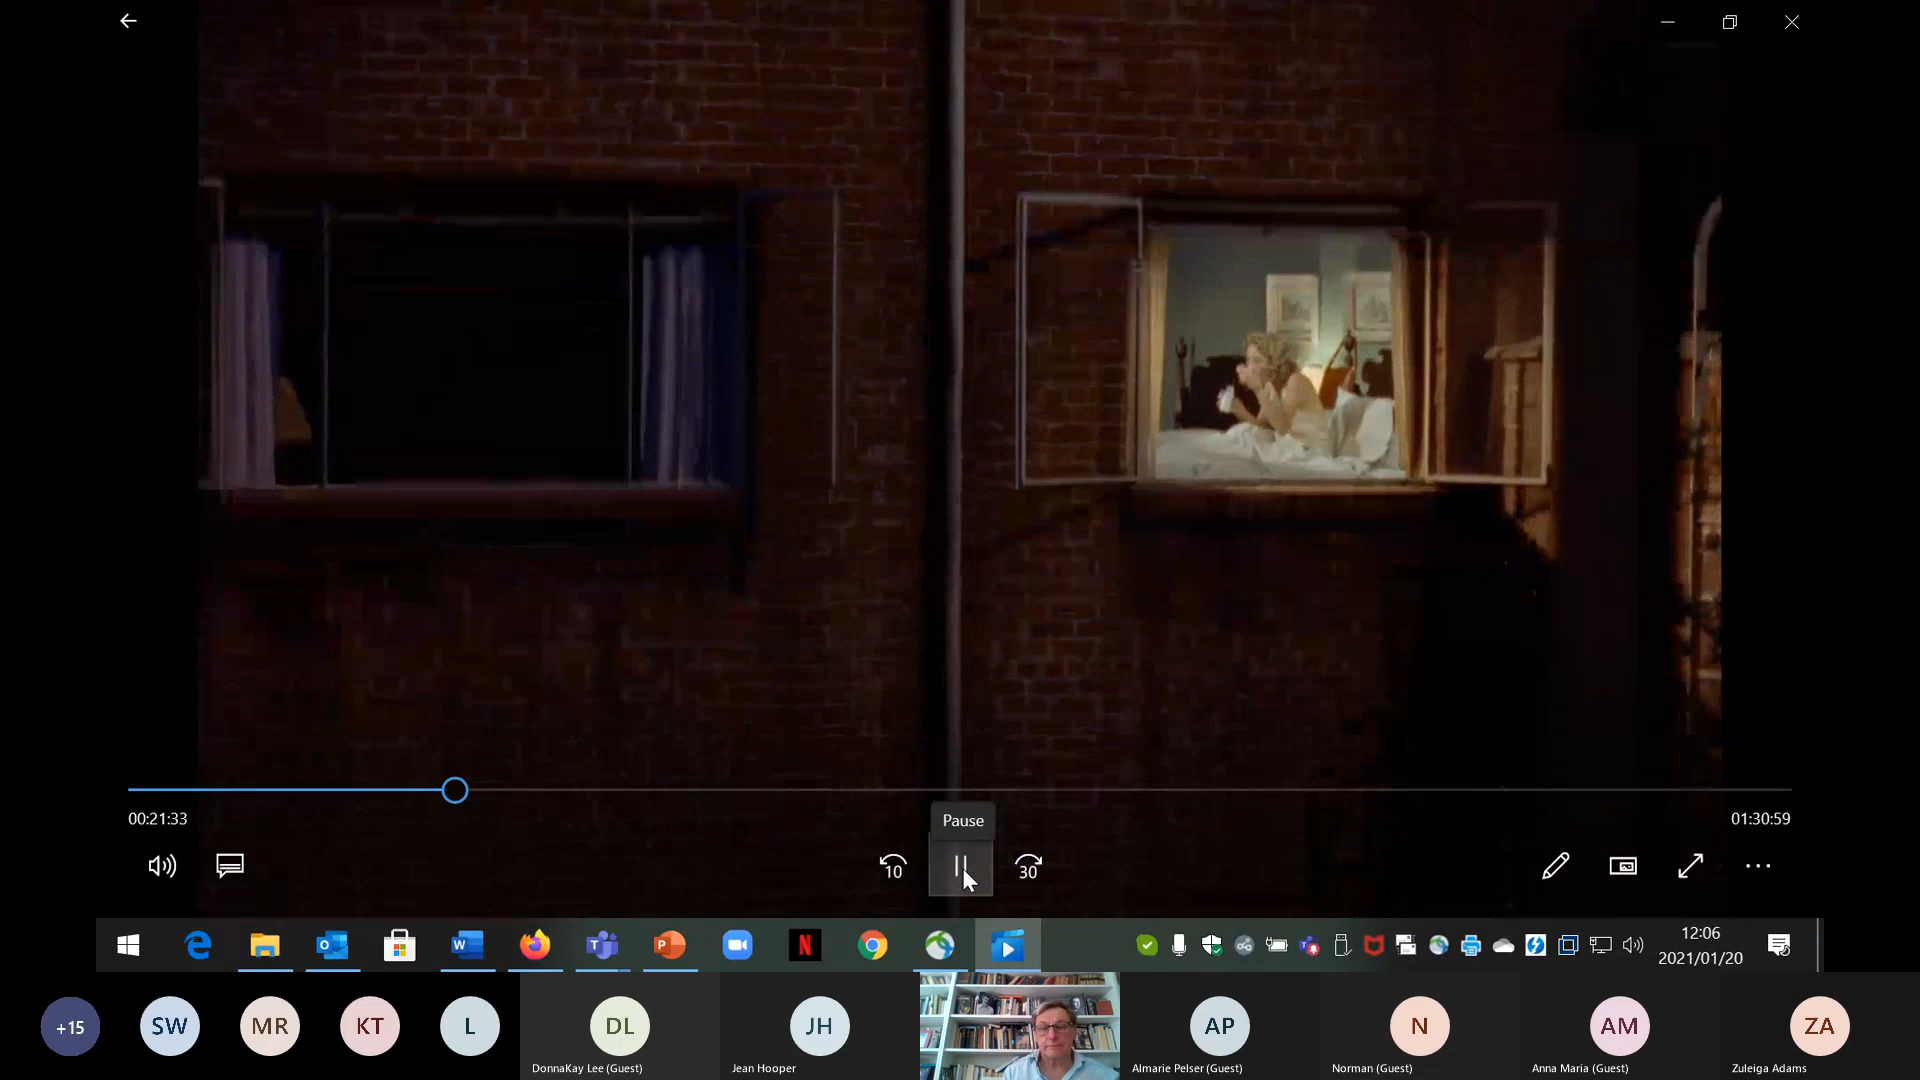 00:21:33
01:30:59
Pause
10
30
12:06
2021/01/20
+15
SW
MR
KT
L
DL
JH
AP
N
AM
ZA
DonnaKay Lee (Guest)
Jean Hooper
Almarie Pelser (Guest)
Norman (Guest)
Anna Maria (Guest)
Zuleiga Adams